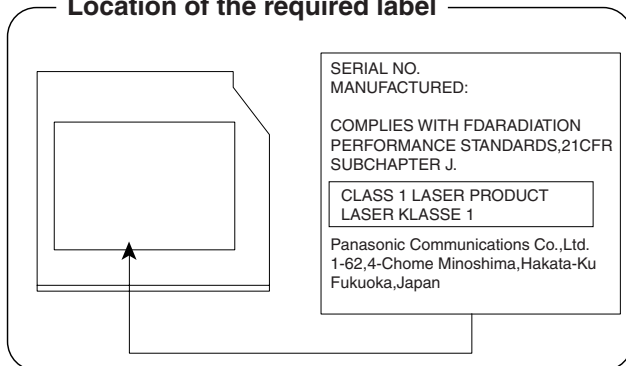 Location of the required label
SERIAL NO.
MANUFACTURED:
COMPLIES WITH FDARADIATION
PERFORMANCE STANDARDS,21CFR
SUBCHAPTER J.
CLASS 1 LASER PRODUCT
LASER KLASSE 1
Panasonic Communications Co.,Ltd.
1-62,4-Chome Minoshima,Hakata-Ku
Fukuoka,Japan